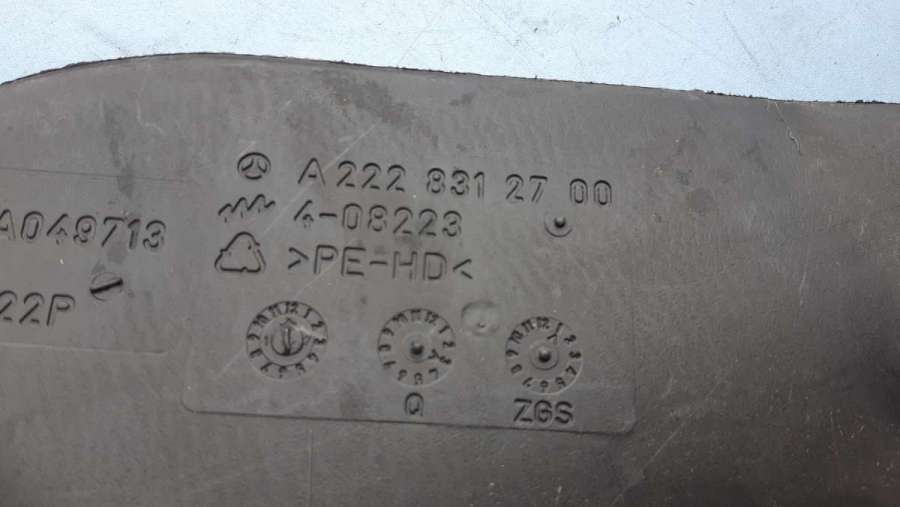 A 222 831 27 00
4-08223
A049713
>PE-HD<
22P
Q
ZGS